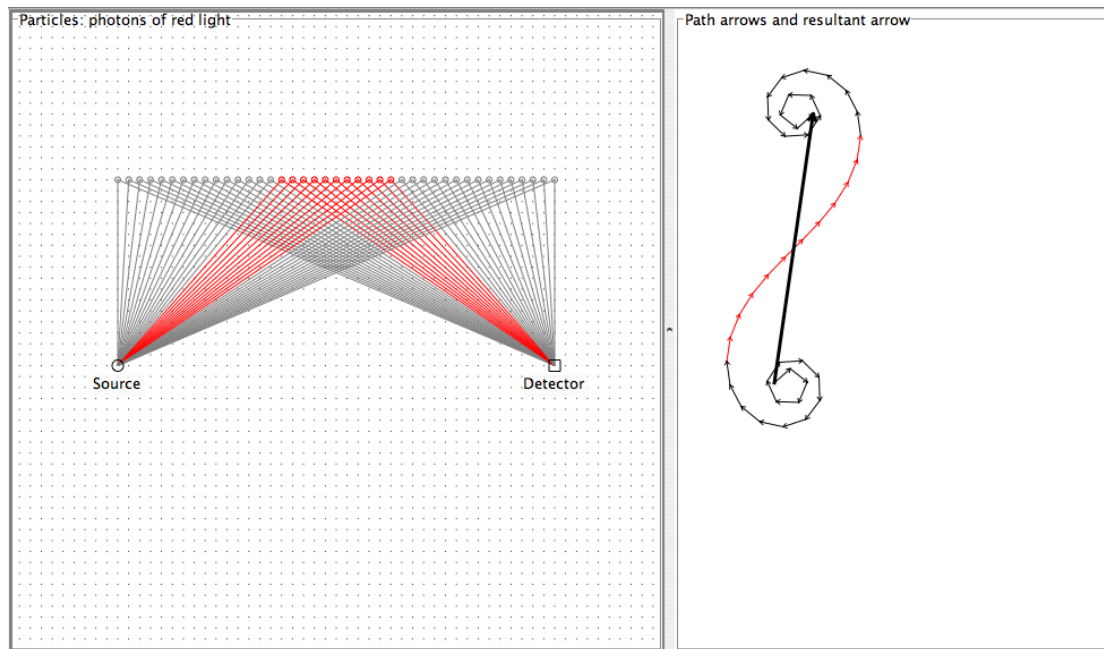 Particles: photons of red light
Path arrows and resultant arrow
Source
Detector